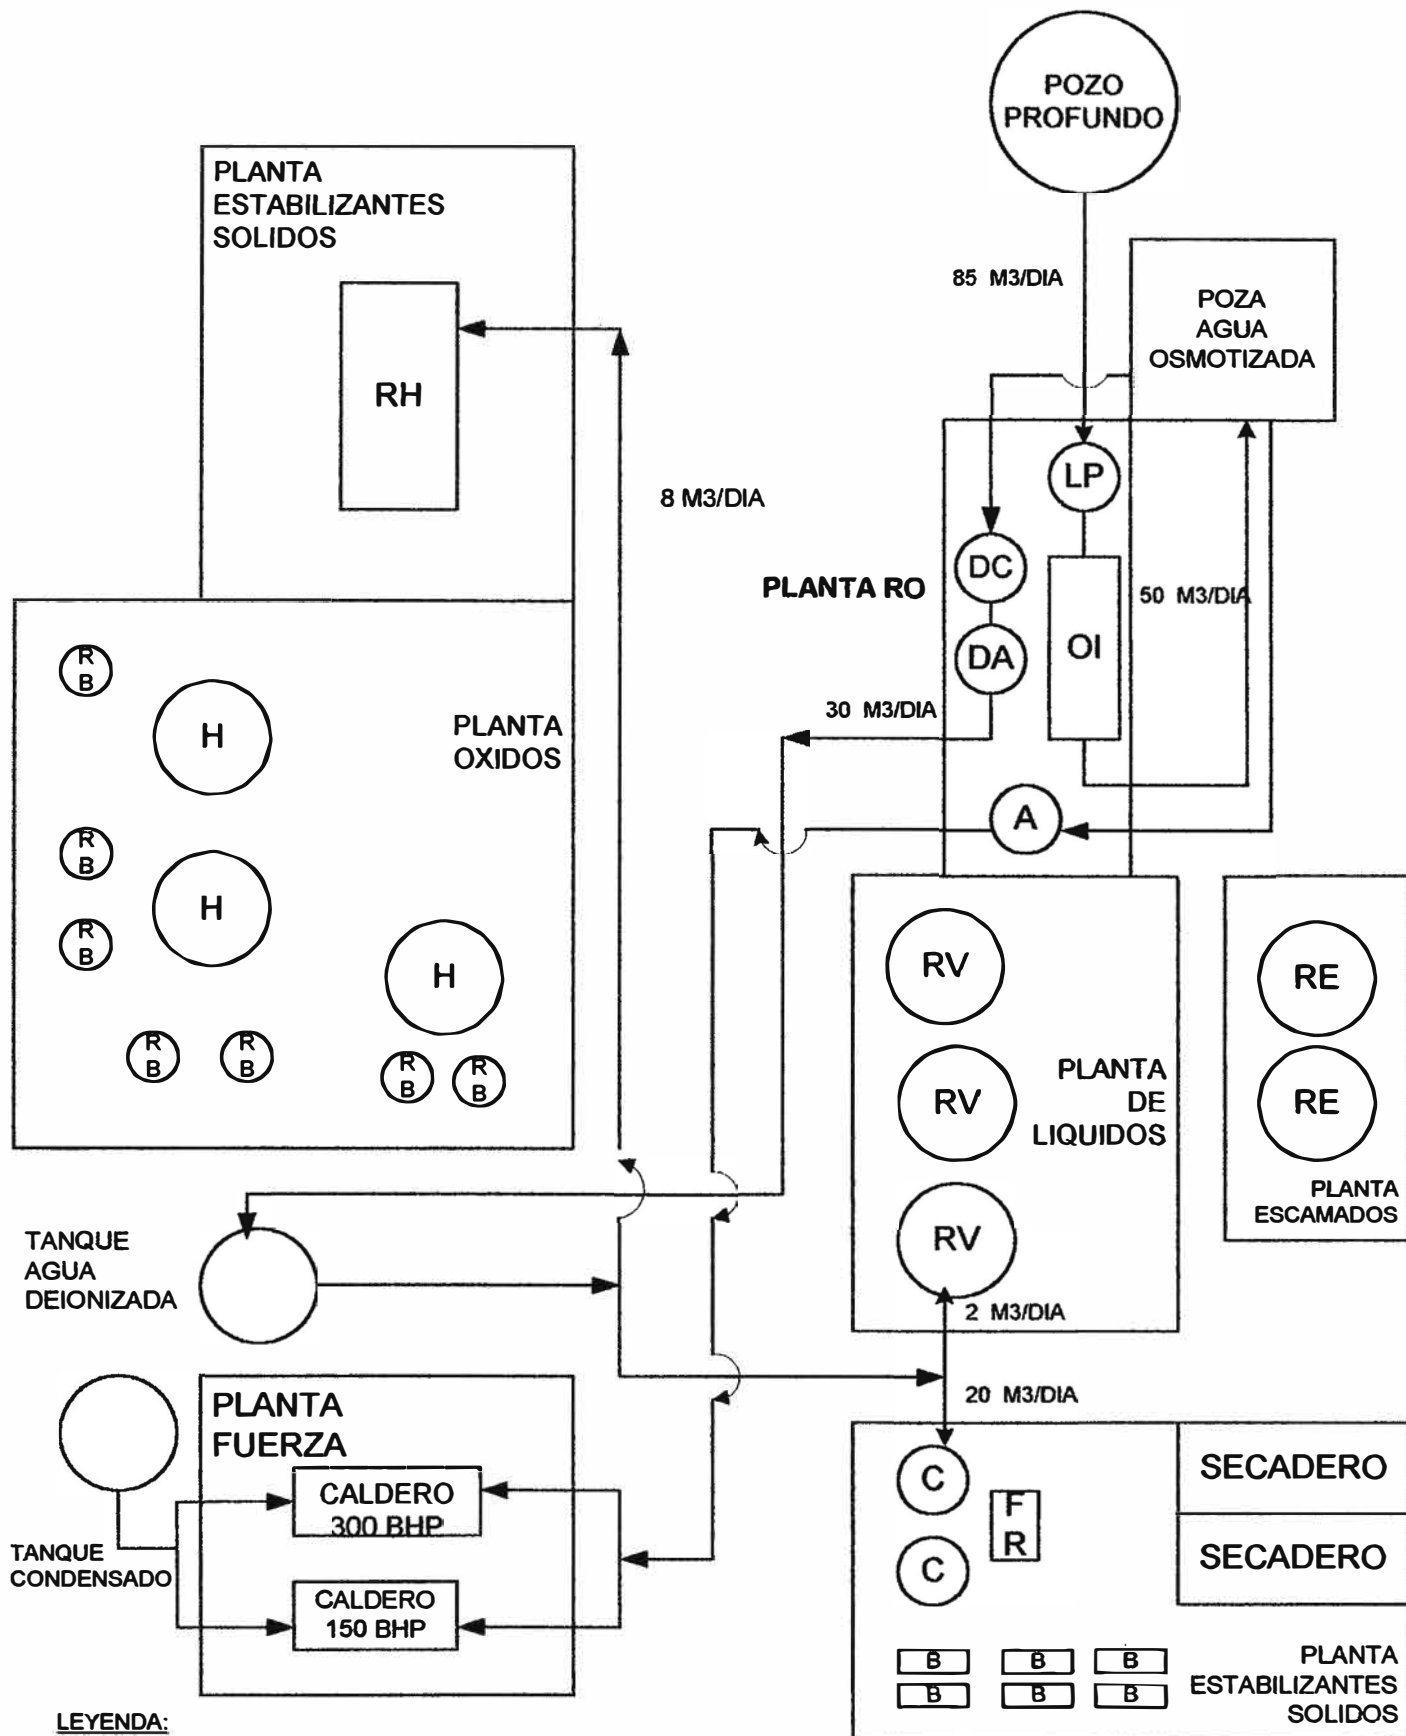 POZO
PROFUNDO
PLANTA
ESTABILIZANTES
SOLIDOS
85 M3/DIA
POZA
AGUA
OSMOTIZADA
RH
LP
8 M3/DIA
DC
PLANTA RO
50 M3/DIA
OI
DA
R
B
30 M3/DIA
H
PLANTA
OXIDOS
A
R
B
H
R
B
H
RV
RE
R
B
R
B
R
B
R
B
RV
PLANTA
DE
LIQUIDOS
RE
PLANTA
ESCAMADOS
RV
TANQUE
AGUA
DEIONIZADA
2 M3/DIA
20 M3/DIA
PLANTA
FUERZA
CALDERO
300 BHP
C
F
R
SECADERO
TANQUE
CONDENSADO
C
SECADERO
CALDERO
150 BHP
B B B
B B B
PLANTA
ESTABILIZANTES
SOLIDOS
LEYENDA: